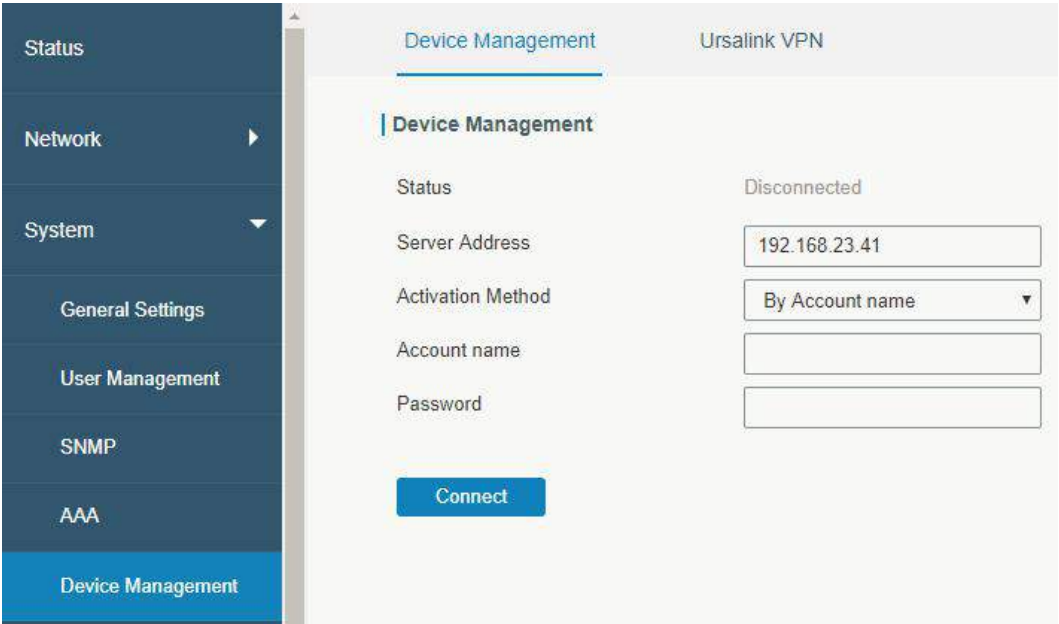 Status
Network
System
General Settings
User Management
SNMP
AAA
Device Management
Device Management Ursalink VPN
Device Management
Status Disconnected
Server Address 192.168.23.41
Activation Method By Account name
Account name
Password
Connect